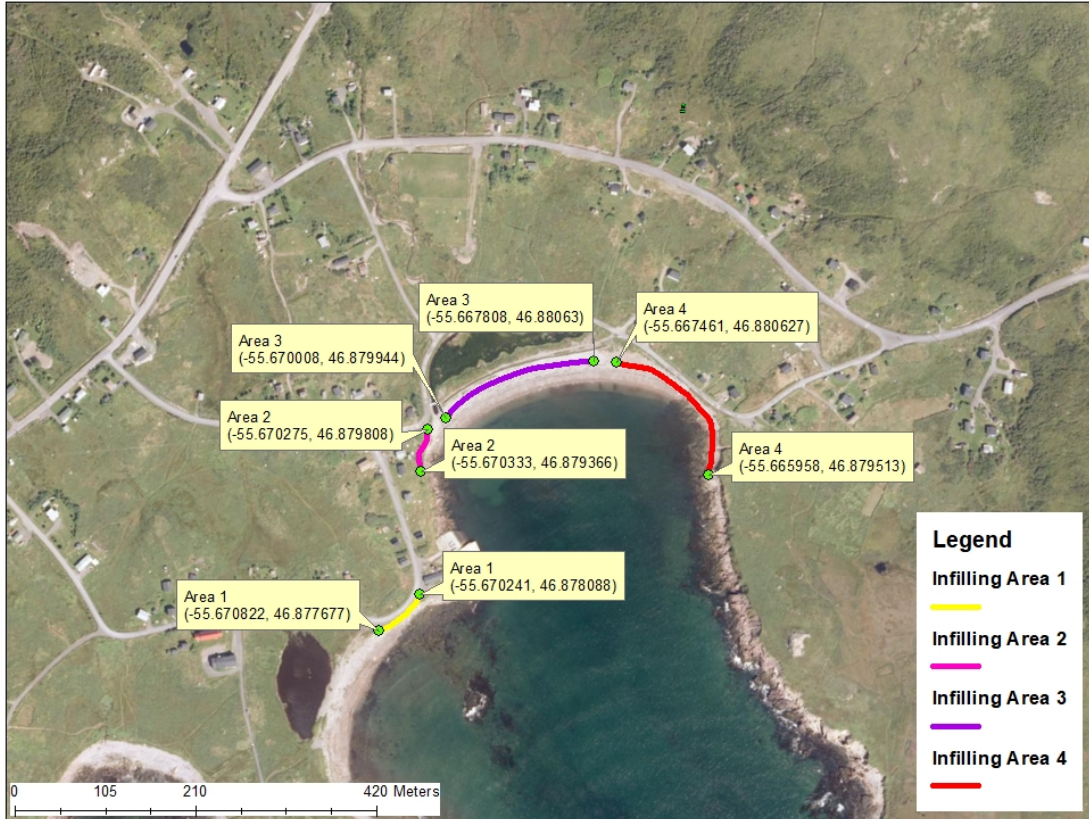 Area 3
(-55.667808, 46.88063)
Area 4
(-55.667461, 46.880627)
Area 3
(-55.670008, 46.879944)
Area 2
(-55.670275, 46.879808)
Area 2
(-55.670333, 46.879366)
Area 4
(-55.665958, 46.879513)
Area 1
(-55.670241, 46.878088)
Area 1
(-55.670822, 46.877677)
Legend
Infilling Area 1
Infilling Area 2
Infilling Area 3
Infilling Area 4
0 105 210 420 Meters